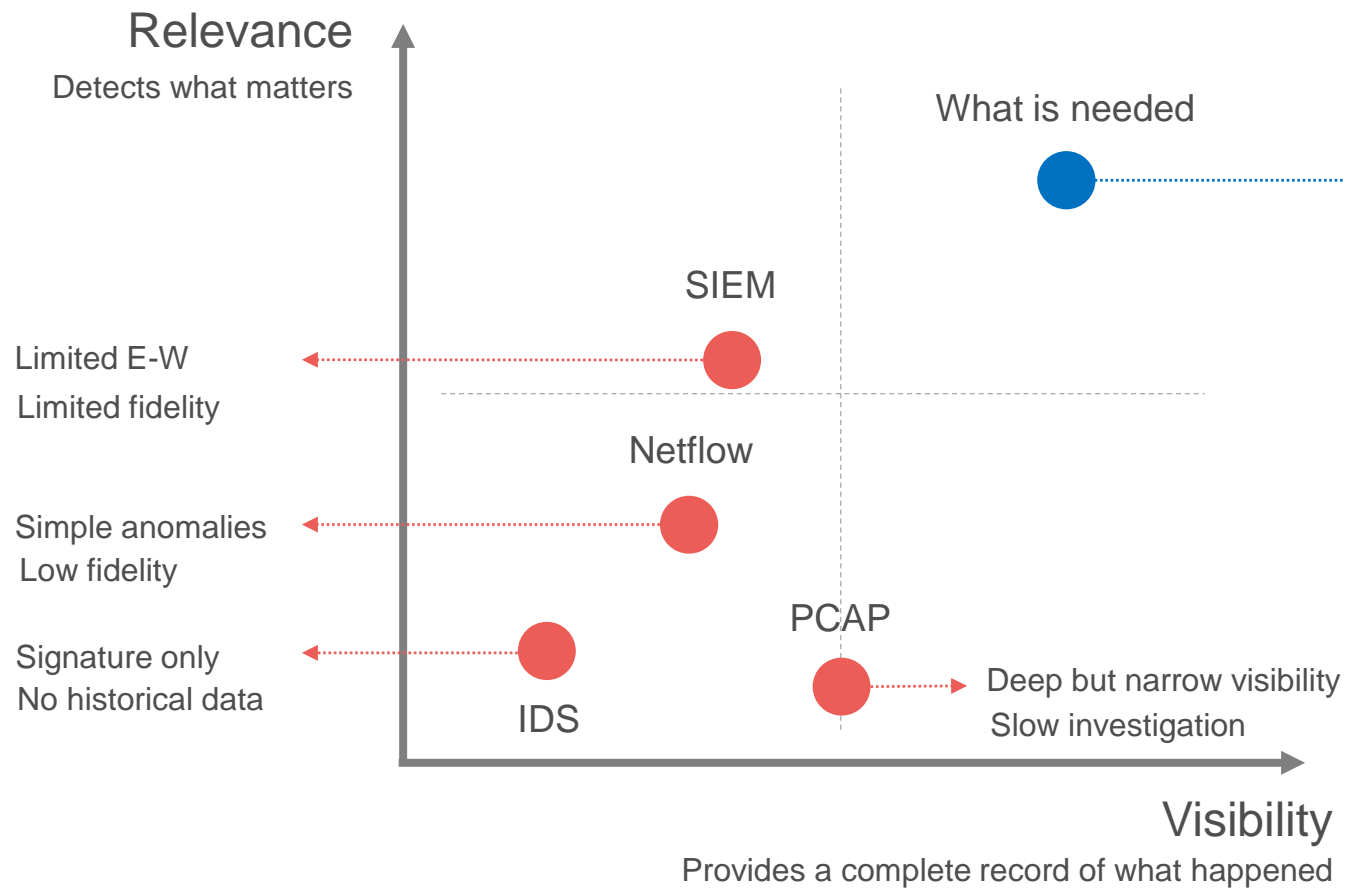 Relevance
Detects what matters
What is needed
SIEM
Limited E-W
Limited fidelity
Netflow
Simple anomalies
Low fidelity
PCAP
Signature only
No historical data
IDS
Deep but narrow visibility
Slow investigation
Visibility
Provides a complete record of what happened